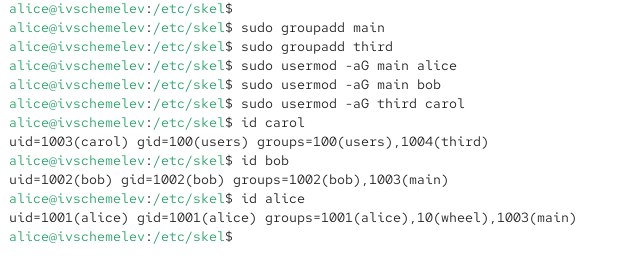 alice@ivschemelev:/etc/skel$
alice@ivschemelev:/etc/skel$ sudo groupadd main
alice@ivschemelev:/etc/skel$ sudo groupadd third
alice@ivschemelev:/etc/skel$ sudo usermod -aG main alice
alice@ivschemelev:/etc/skel$ sudo usermod -aG main bob
alice@ivschemelev:/etc/skel$ sudo usermod -aG third carol
alice@ivschemelev:/etc/skel$ id carol
uid=1003(carol) gid=100(users) groups=100(users),1004(third)
alice@ivschemelev:/etc/skel$ id bob
uid=1002(bob) gid=1002(bob) groups=1002(bob),1003(main)
alice@ivschemelev:/etc/skel$ id alice
uid=1001(alice) gid=1001(alice) groups=1001(alice),10(wheel),1003(main)
alice@ivschemelev:/etc/skel$